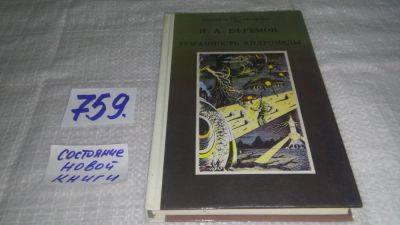 И. А. ЕФРЕМОВ
ТУМАННОСТЬ АНДРОМЕДЫ
759.
СОСТОЯНИЕ
НОВОЙ
КНИГИ